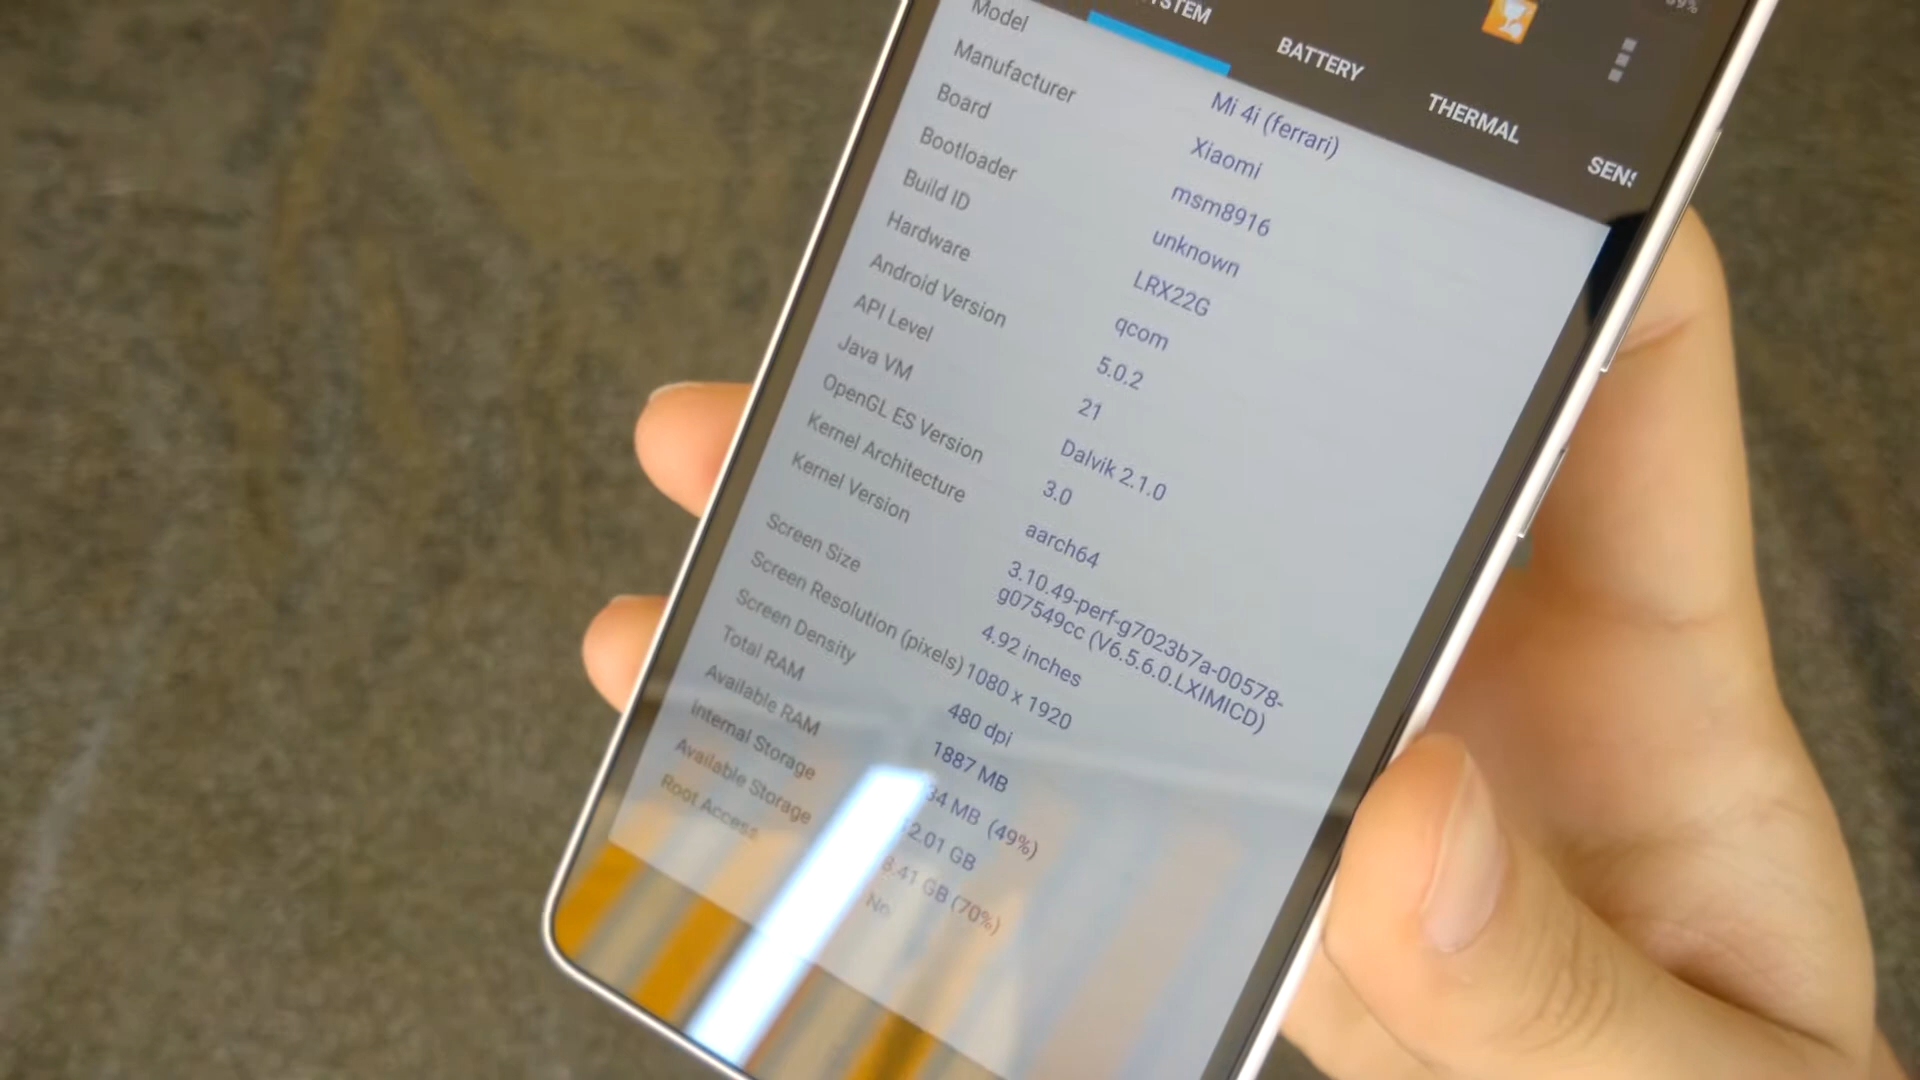 BATTERY
THERMAL
Model Mi 4i (ferrari)
Manufacturer Xiaomi
Board msm8916
Bootloader unknown
Build ID LRX22G
Hardware qcom
Android Version 5.0.2
API Level 21
Java VM Dalvik 2.1.0
OpenGL ES Version 3.0
Kernel Architecture aarch64
Kernel Version 3.10.49-perf-g7023b7a-00578-
g07549cc (V6.5.6.0.LXIMICD)
Screen Size 4.92 inches
Screen Resolution (pixels) 1080 x 1920
Screen Density 480 dpi
Total RAM 1887 MB
Available RAM MB (49%)
Internal Storage GB
Available Storage GB (70%)
Root Access No